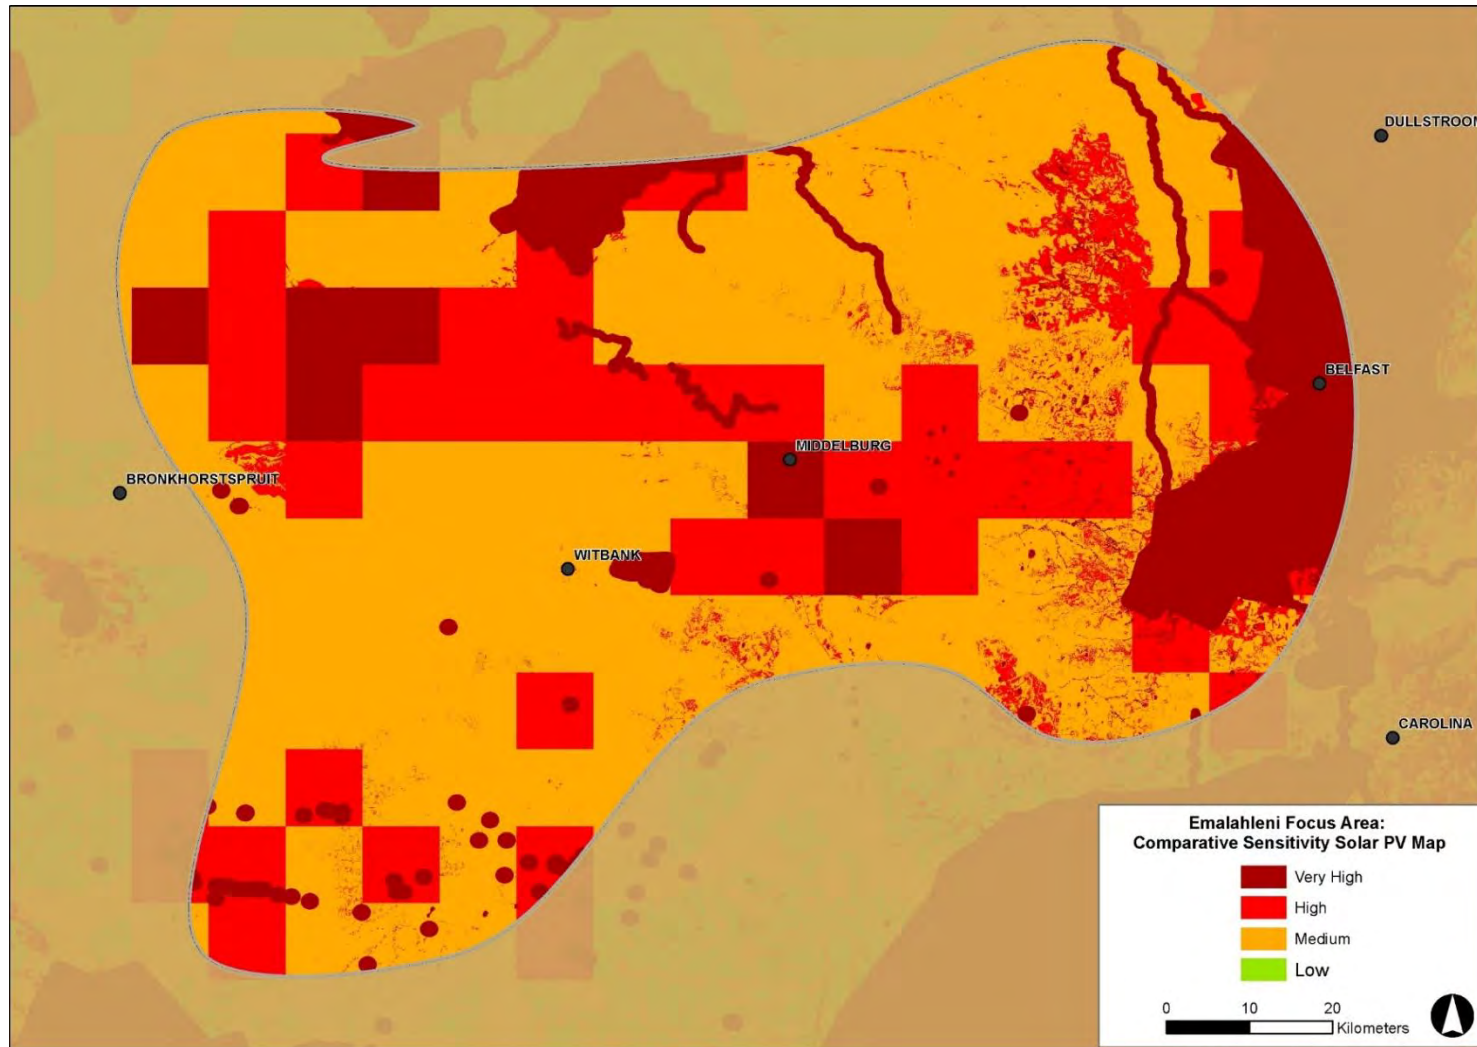 DULLSTROOM
BELFAST
MIDDELBURG
BRONKHORSTSPRUIT
WITBANK
CAROLINA
Emalahleni Focus Area:
Comparative Sensitivity Solar PV Map
Very High
High
Medium
Low
0 10 20
Kilometers